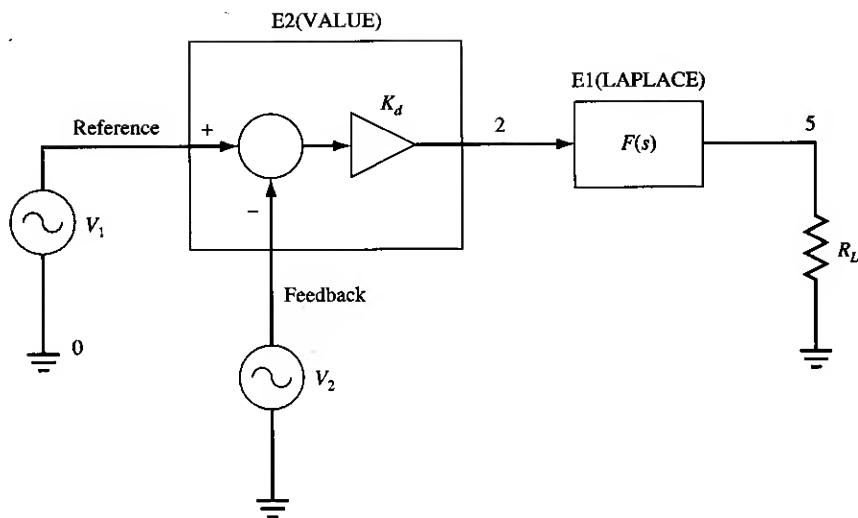 E2(VALUE)
E1(LAPLACE)
K_d
Reference
+
2
F(s)
5
V_1
−
R_L
Feedback
0
V_2